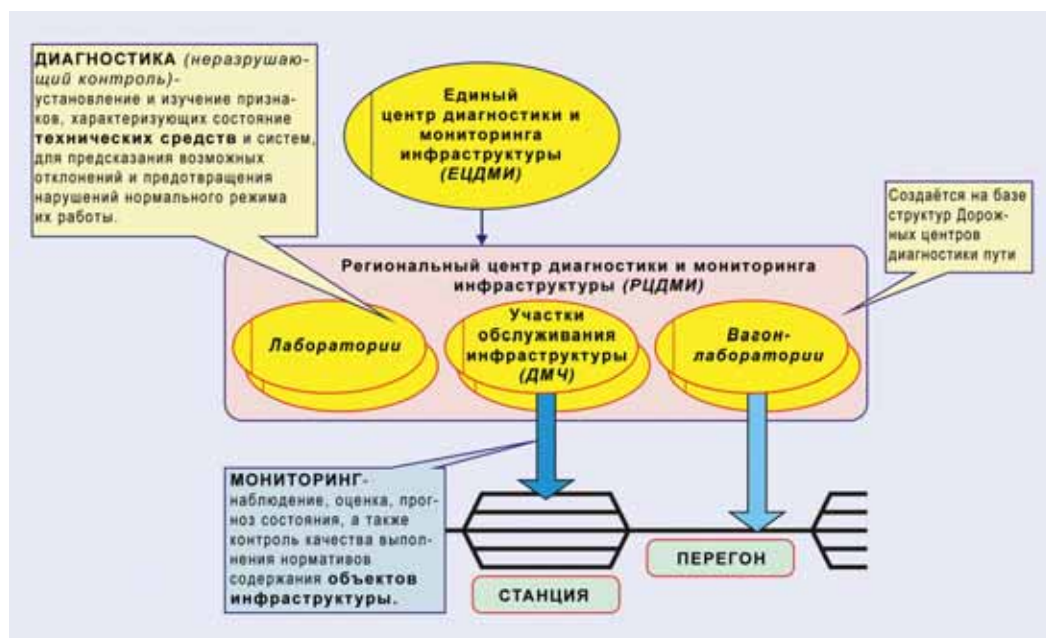 ДИАГНОСТИКА (неразрушаю-
щий контроль)-
установление и изучение призна-
ков, характеризующих состояние
технических средств и систем,
для предсказания возможных
отклонений и предотвращения
нарушений нормального режима
их работы.
Единый
центр диагностики и
мониторинга
инфраструктуры
(ЕЦДМИ)
Создаётся на базе
структур Дорож-
ных центров
диагностики пути
Региональный центр диагностики и мониторинга
инфраструктуры (РЦДМИ)
Лаборатории
Участки
обслуживания
инфраструктуры
(ДМЧ)
Вагон-
лаборатории
МОНИТОРИНГ-
наблюдение, оценка, прог-
ноз состояния, а также
контроль качества выпол-
нения нормативов
содержания объектов
инфраструктуры.
СТАНЦИЯ
ПЕРЕГОН